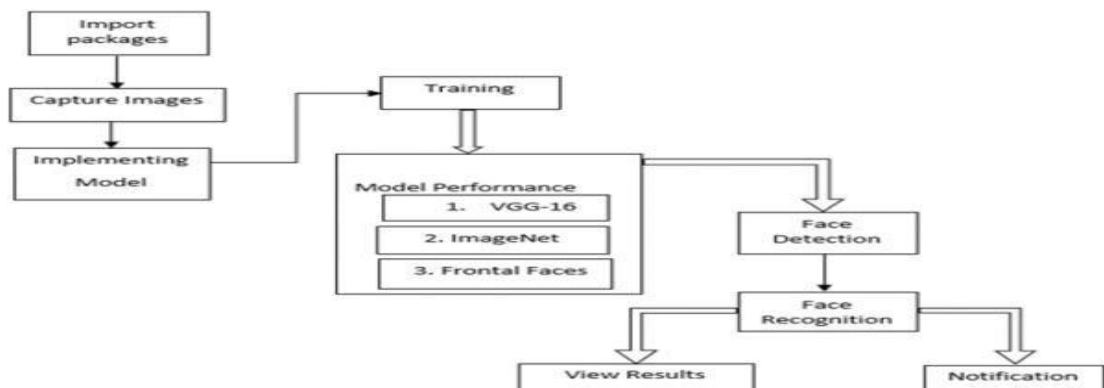 Import
packages
Capture Images
Implementing
Model
Training
Model Performance
1. VGG-16
2. ImageNet
3. Frontal Faces
Face
Detection
Face
Recognition
View Results
Notification